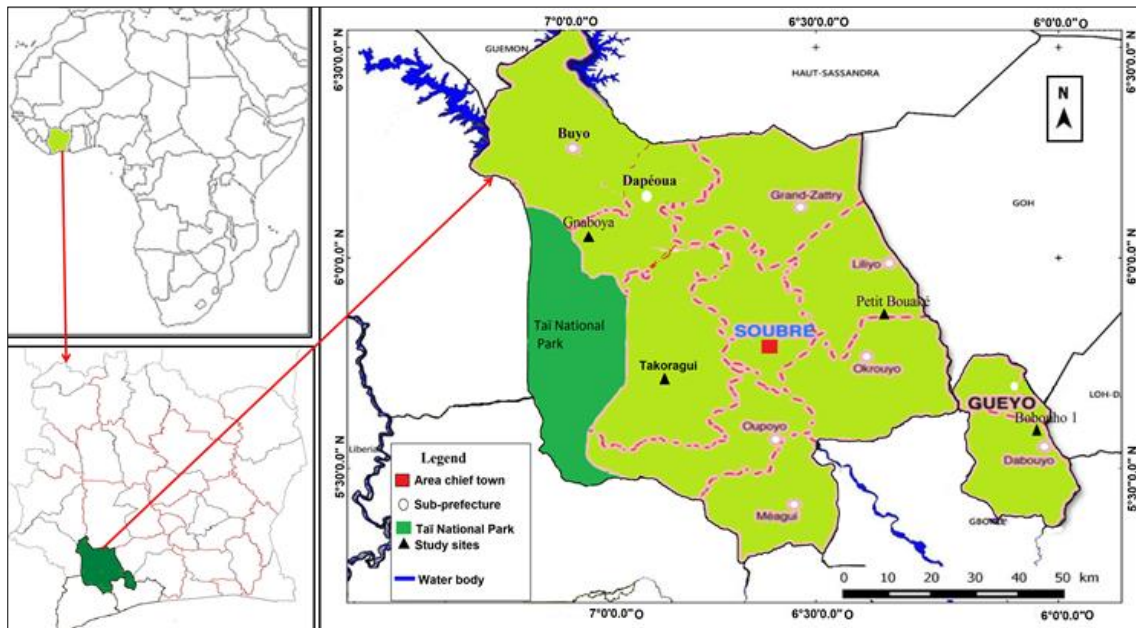 7°0'0.0"O
6°30'0.0"O
6°0'0.0"O
6°30'0.0" N
6°30'0.0" N
GUEMON
HAUT-SASSANDRA
N
Buyo
Dapéoua
Grand-Zattry
Gnaboya
GOH
6°0'0.0" N
6°0'0.0" N
Liliyo
Petit Bouaké
Taï National
Park
SOUBRE
Takoragui
Okrouyo
GUEYO
LOH-D
Oupoyo
Dabouyo
Liberia
5°30'0.0" N
5°30'0.0" N
Méagui
Legend
Area chief town
Sub-prefecture
Taï National Park
Study sites
Water body
0 10 20 30 40 50 km
7°0'0.0"O
6°30'0.0"O
6°0'0.0"O